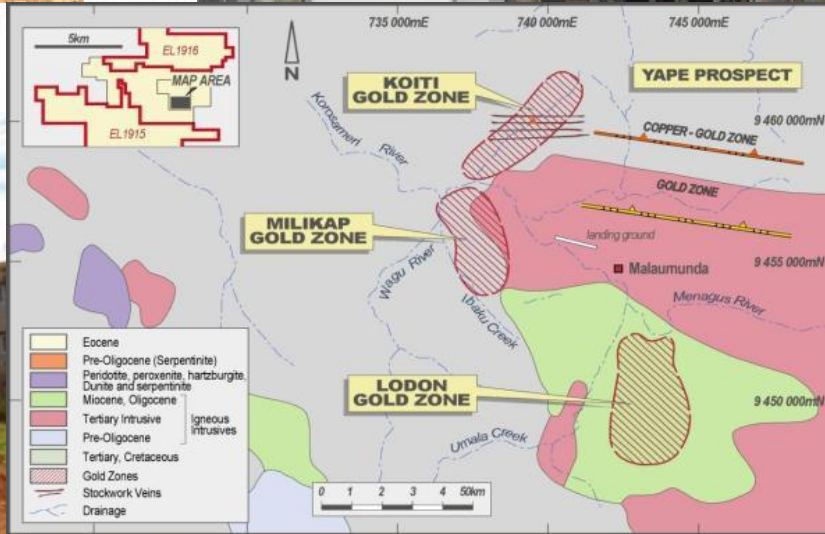 735 000mE
740 000mE
745 000mE
5km
EL1916
MAP AREA
EL1915
N
KOITI
GOLD ZONE
YAPE PROSPECT
Korosameri River
9 460 000mN
COPPER - GOLD ZONE
GOLD ZONE
MILIKAP
GOLD ZONE
landing ground
9 455 000mN
Malaumunda
Wagu River
Ibaku Creek
Menagus River
LODON
GOLD ZONE
9 450 000mN
Umala Creek
Eocene
Pre-Oligocene (Serpentinite)
Peridotite, peroxenite, hartzburgite,
Dunite and serpentinite
Miocene, Oligocene
Tertiary Intrusive
Igneous
Intrusives
Pre-Oligocene
Tertiary, Cretaceous
Gold Zones
Stockwork Veins
Drainage
0 1 2 3 4 50km